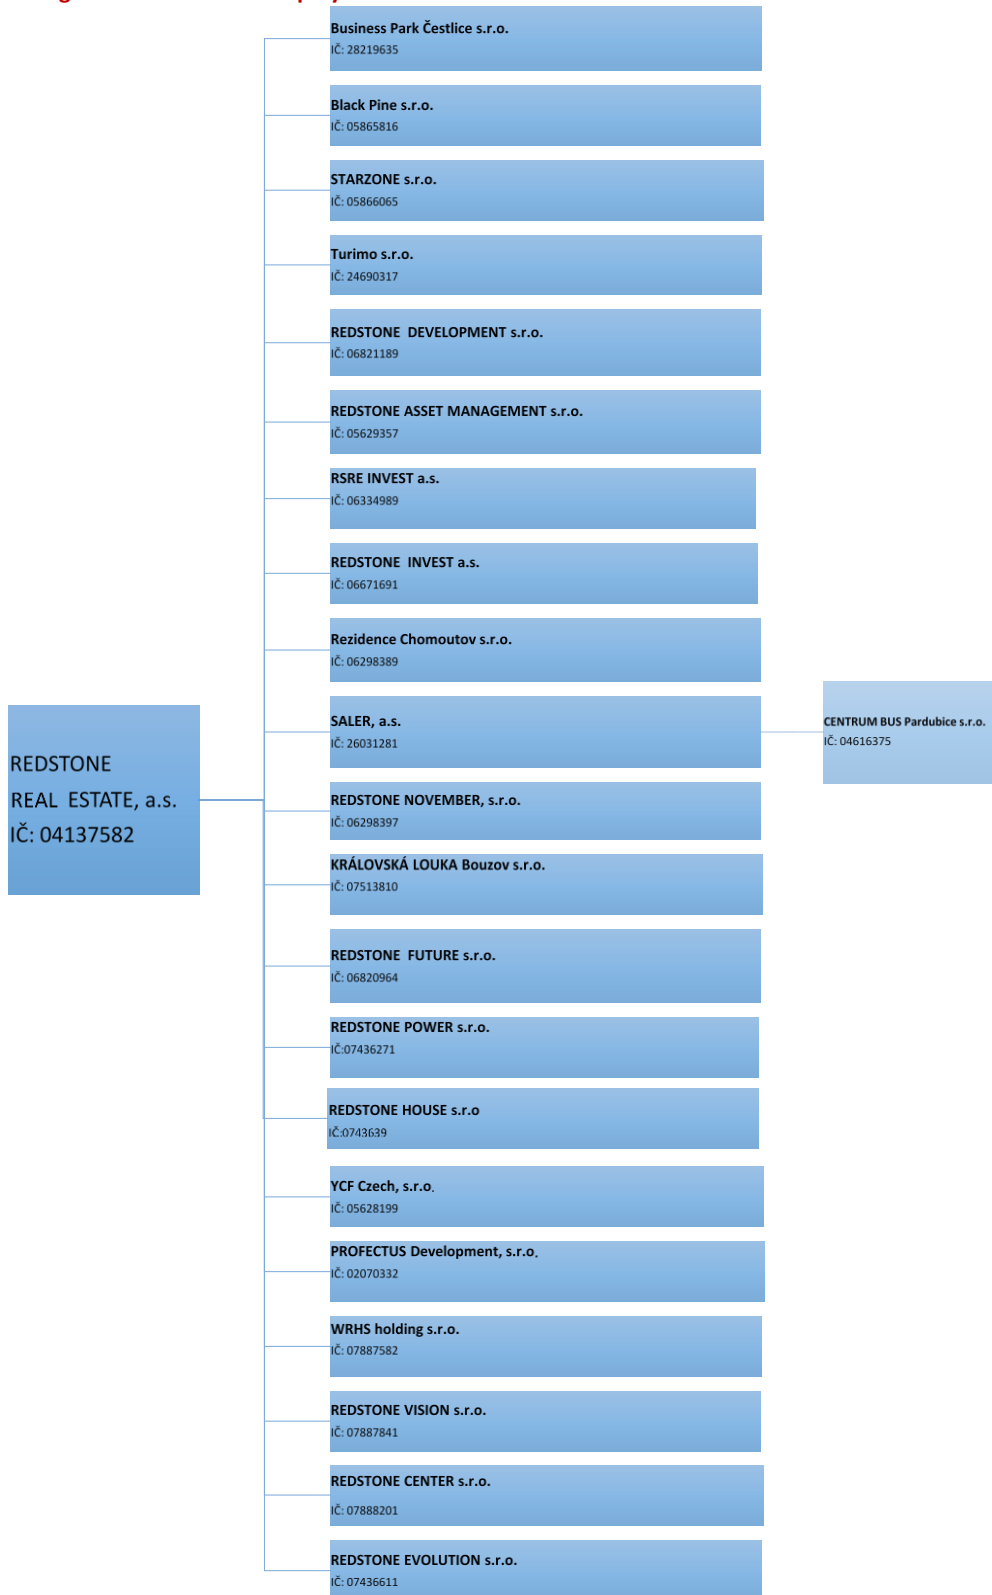 Business Park Čestlice s.r.o.
IČ: 28219635
Black Pine s.r.o.
IČ: 05865816
STARZONE s.r.o.
IČ: 05866065
Turimo s.r.o.
IČ: 24690317
REDSTONE  DEVELOPMENT s.r.o.
IČ: 06821189
REDSTONE ASSET MANAGEMENT s.r.o.
IČ: 05629357
RSRE INVEST a.s.
IČ: 06334989
REDSTONE  INVEST a.s.
IČ: 06671691
Rezidence Chomoutov s.r.o.
IČ: 06298389
SALER, a.s.
IČ: 26031281
CENTRUM BUS Pardubice s.r.o.
IČ: 04616375
REDSTONE
REAL  ESTATE, a.s.
IČ: 04137582
REDSTONE NOVEMBER, s.r.o.
IČ: 06298397
KRÁLOVSKÁ LOUKA Bouzov s.r.o.
IČ: 07513810
REDSTONE  FUTURE s.r.o.
IČ: 06820964
REDSTONE POWER s.r.o.
IČ:07436271
REDSTONE HOUSE s.r.o
IČ:0743639
YCF Czech, s.r.o.
IČ: 05628199
PROFECTUS Development, s.r.o.
IČ: 02070332
WRHS holding s.r.o.
IČ: 07887582
REDSTONE VISION s.r.o.
IČ: 07887841
REDSTONE CENTER s.r.o.
IČ: 07888201
REDSTONE EVOLUTION s.r.o.
IČ: 07436611